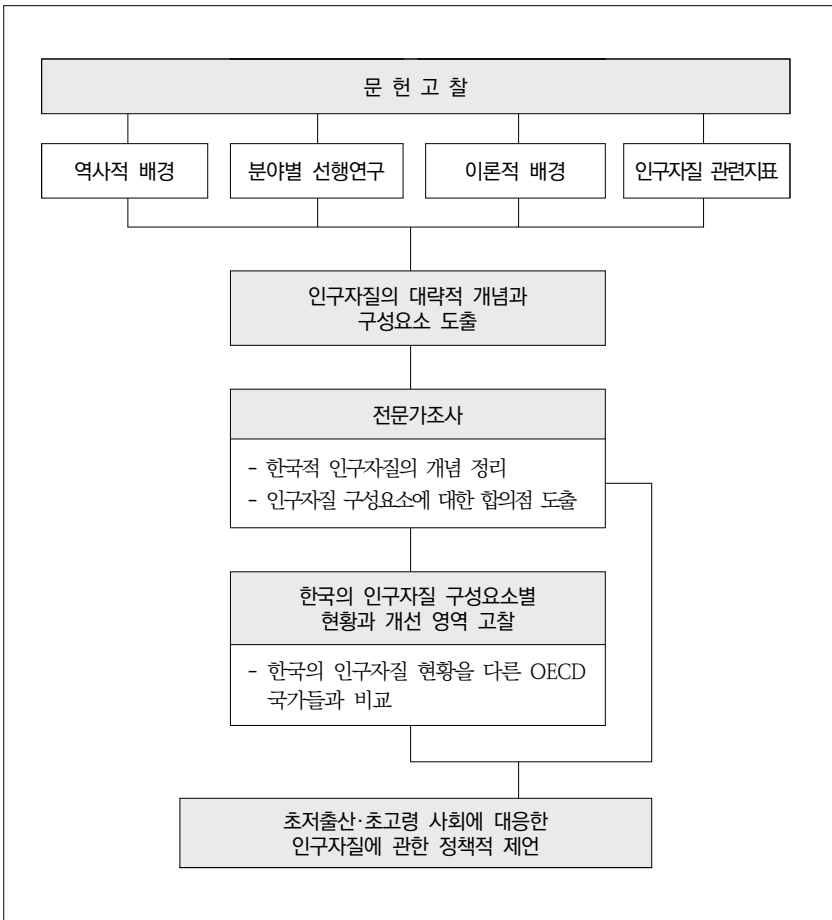 문 헌 고 찰
역사적 배경
분야별 선행연구
이론적 배경
인구자질 관련지표
인구자질의 대략적 개념과
구성요소 도출
전문가조사
- 한국적 인구자질의 개념 정리
- 인구자질 구성요소에 대한 합의점 도출
한국의 인구자질 구성요소별
현황과 개선 영역 고찰
- 한국의 인구자질 현황을 다른 OECD
국가들과 비교
초저출산·초고령 사회에 대응한
인구자질에 관한 정책적 제언